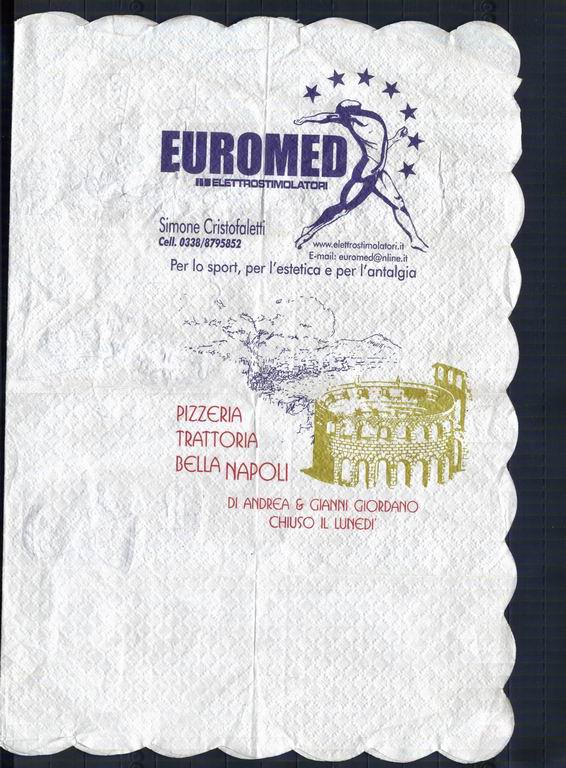 EUROMED
ELETTROSTIMOLATORI
Simone Cristofaletti
Cell. 0338/8795852
www.elettrostimolatori.it
E-mail: euromed@nline.it
Per lo sport, per l'estetica e per l'antalgia
PIZZERIA
TRATTORIA
BELLA NAPOLI
DI ANDREA & GIANNI GIORDANO
CHIUSO IL LUNEDI'